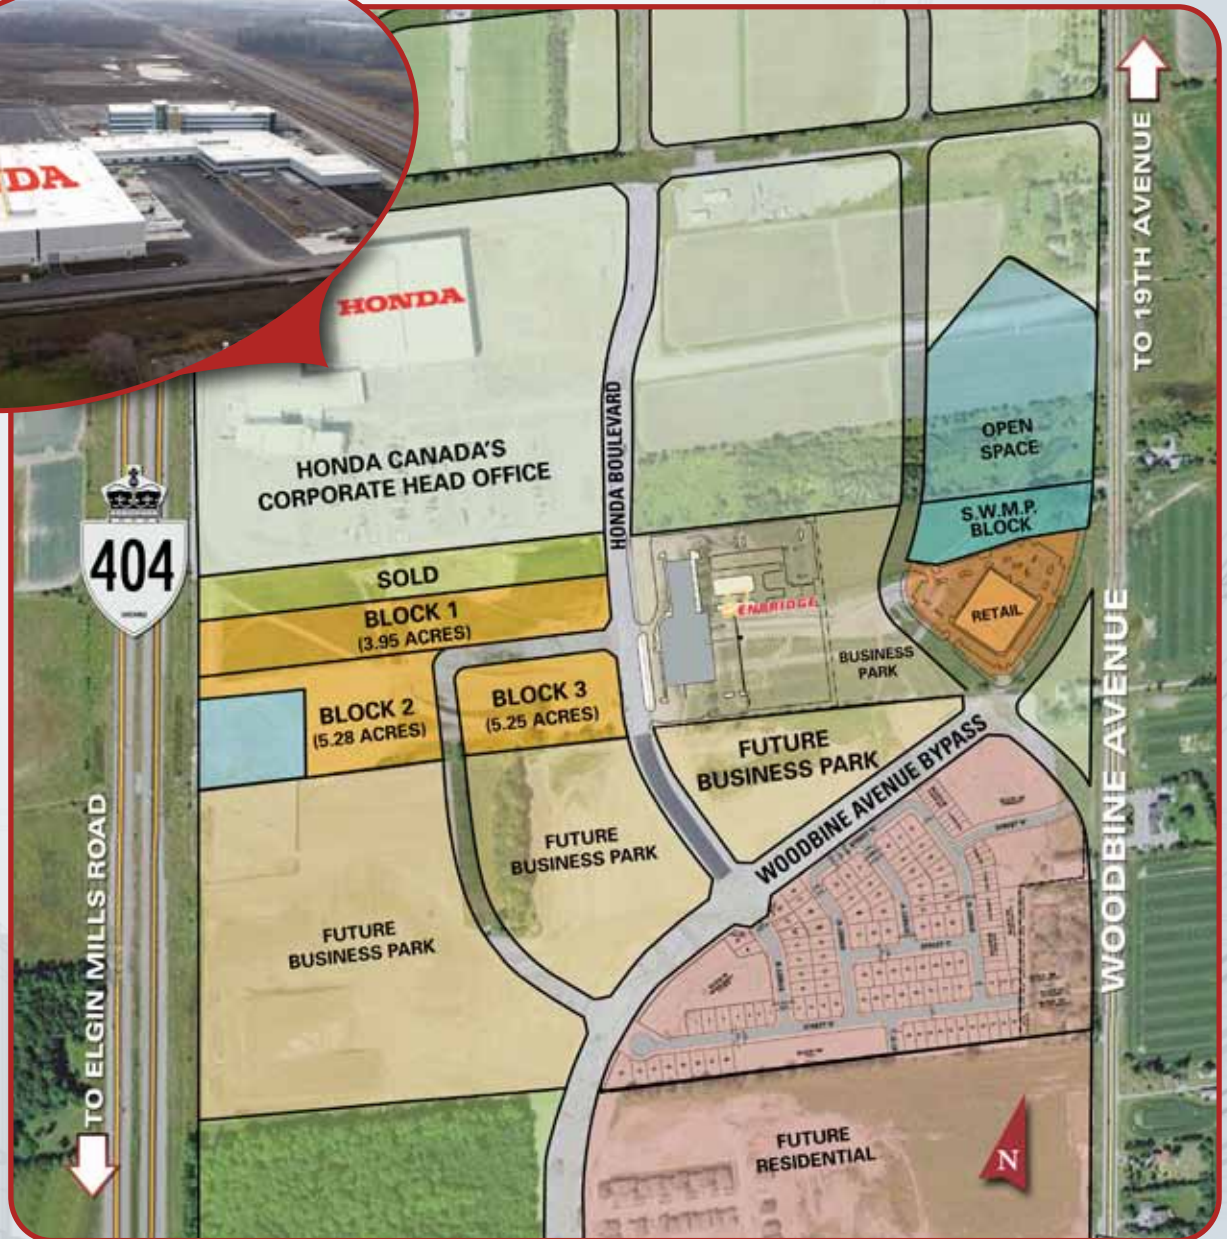 DA
HONDA
TO 19TH AVENUE
HONDA CANADA'S
CORPORATE HEAD OFFICE
HONDA BOULEVARD
OPEN
SPACE
S.W.M.P.
BLOCK
404
SOLD
BLOCK 1
(3.95 ACRES)
ENBRIDGE
RETAIL
BUSINESS
PARK
BLOCK 2
(5.28 ACRES)
BLOCK 3
(5.25 ACRES)
FUTURE
BUSINESS PARK
WOODBINE AVENUE BYPASS
WOODBINE AVENUE
FUTURE
BUSINESS PARK
FUTURE
BUSINESS PARK
TO ELGIN MILLS ROAD
FUTURE
RESIDENTIAL
N